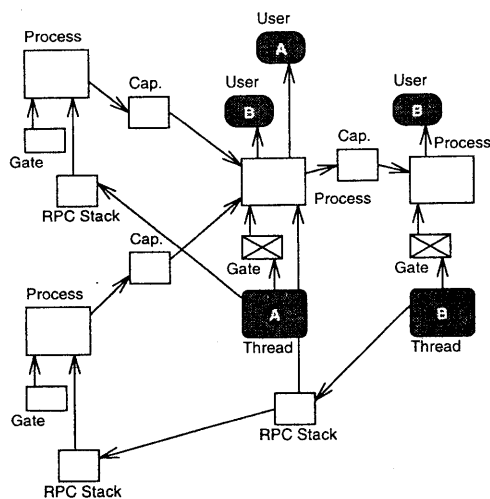 User
A
Process
User
B
User
B
Cap.
Cap.
Process
Gate
Process
RPC Stack
Cap.
Gate
Gate
Process
A
B
Thread
Thread
Gate
RPC Stack
RPC Stack